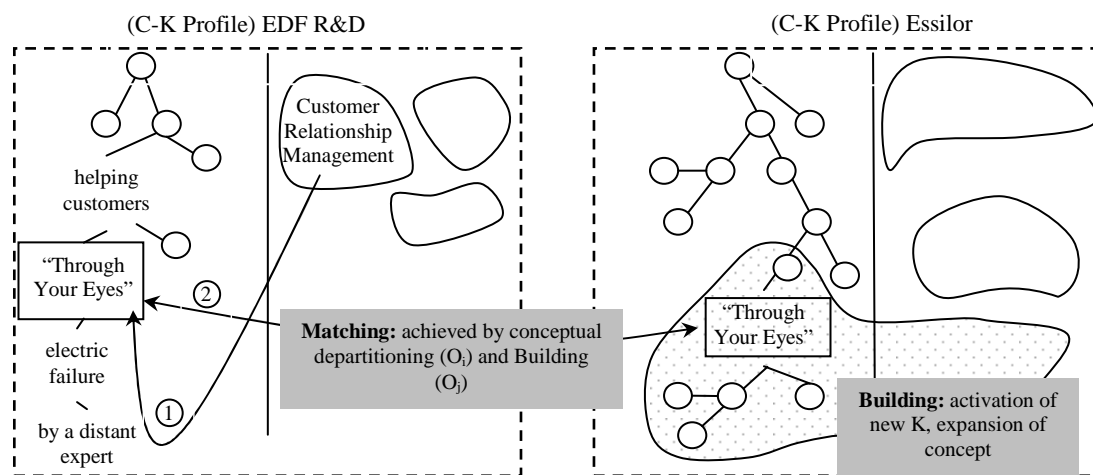 (C-K Profile) EDF R&D
(C-K Profile) Essilor
Customer
Relationship
Management
helping
customers
“Through
Your Eyes”
2
electric
failure
1
by a distant
expert
Matching: achieved by conceptual
departitioning (Oi) and Building
(Oj)
“Through
Your Eyes”
Building: activation of
new K, expansion of
concept